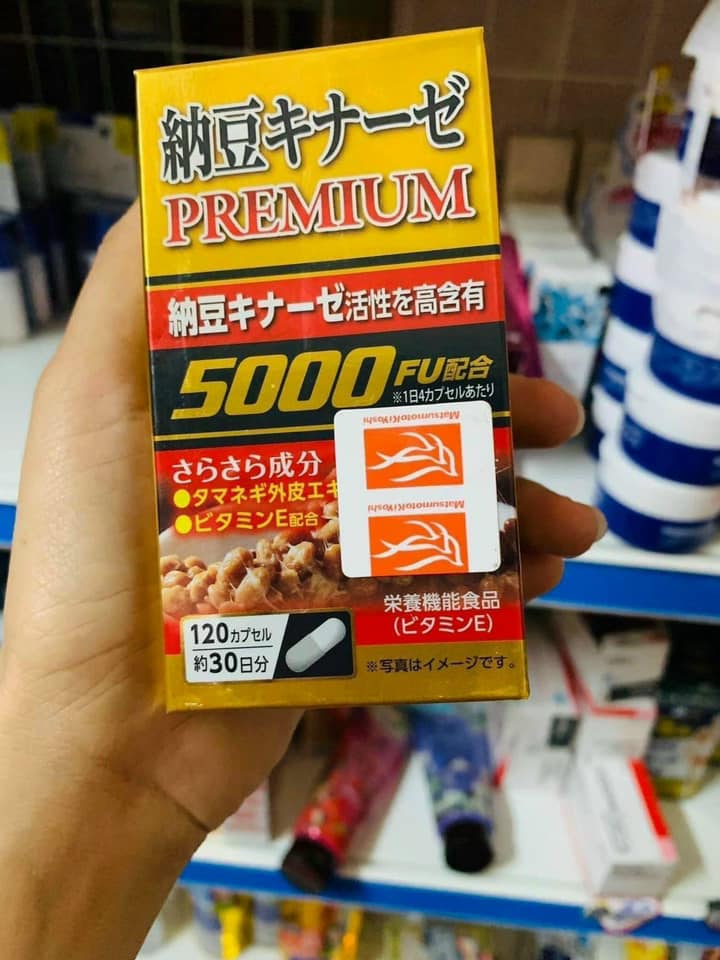 納豆キナーゼ
PREMIUM
納豆キナーゼ活性を高含有
5000FU配合
※1日4カプセルあたり
さらさら成分
●タマネギ外皮エキ
●ビタミンE配合
MatsumotoKiYoshi
MatsumotoKiYoshi
栄養機能食品
(ビタミンE)
120カプセル
約30日分
※写真はイメージです。